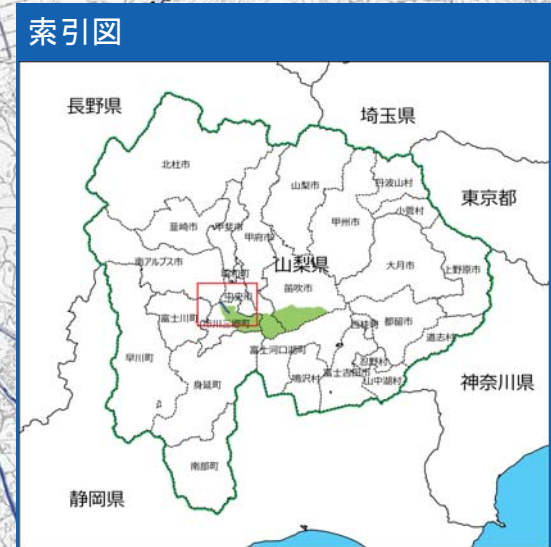 索引図
長野県
埼玉県
北杜市
山梨市
丹波山村
小菅村
東京都
韮崎市
甲斐市
甲府市
甲州市
南アルプス市
昭和町
山梨県
大月市
上野原市
中央市
笛吹市
富士川町
市川三郷町
西桂町
都留市
道志村
早川町
富士河口湖町
忍野村
鳴沢村
富士吉田市
山中湖村
身延町
神奈川県
南部町
静岡県